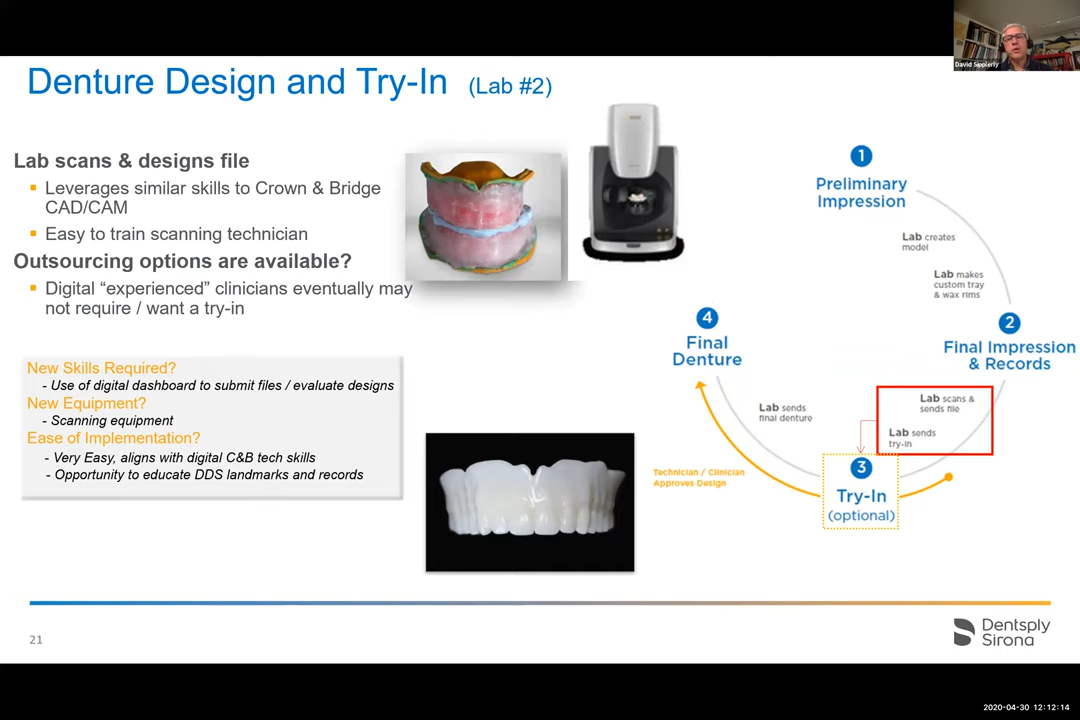 David Sipplerly
Denture Design and Try-In (Lab #2)
Lab scans & designs file
Leverages similar skills to Crown & Bridge
CAD/CAM
Easy to train scanning technician
Outsourcing options are available?
Digital “experienced” clinicians eventually may
not require / want a try-in
New Skills Required?
- Use of digital dashboard to submit files / evaluate designs
New Equipment?
- Scanning equipment
Ease of Implementation?
- Very Easy, aligns with digital C&B tech skills
- Opportunity to educate DDS landmarks and records
1
Preliminary
Impression
Lab creates
model
Lab makes
custom tray
& wax rims
2
Final Impression
& Records
Lab scans &
sends file
Lab sends
try-in
3
Try-In
(optional)
Technician / Clinician
Approves Design
Lab sends
final denture
4
Final
Denture
21
Dentsply
Sirona
2020-04-30 12:12:14